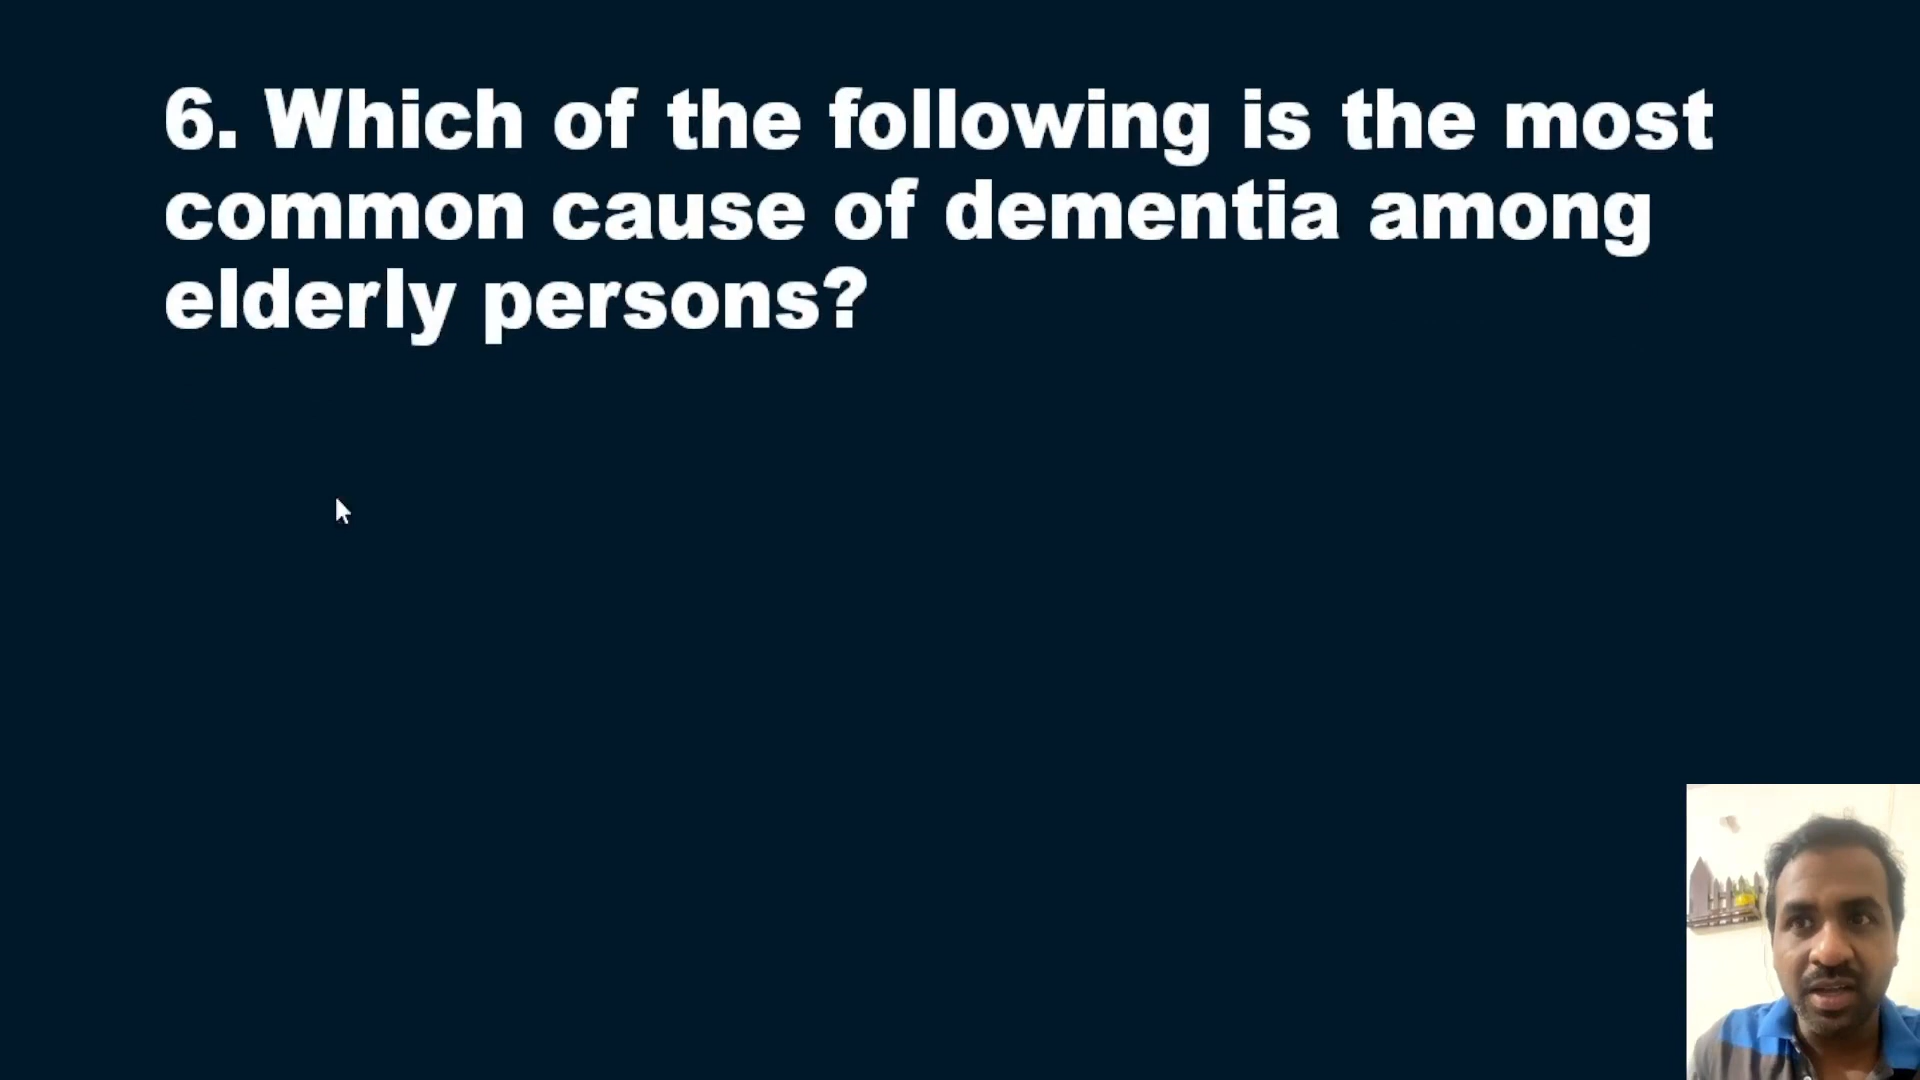 6. Which of the following is the most
common cause of dementia among
elderly persons?